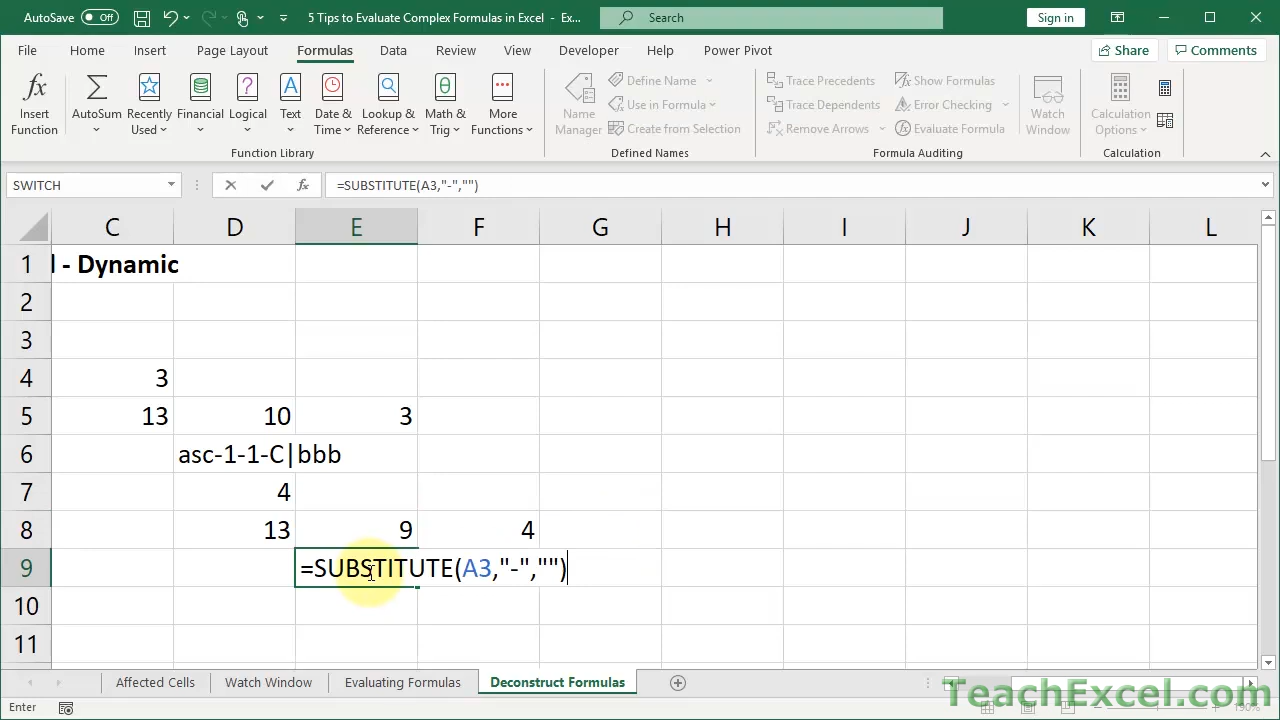 AutoSave Off 5 Tips to Evaluate Complex Formulas in Excel - Ex... Search Sign in
File Home Insert Page Layout Formulas Data Review View Developer Help Power Pivot Share Comments
Insert Function AutoSum Recently Used Financial Logical Text Date & Time Lookup & Reference Math & Trig More Functions
Define Name Use in Formula Create from Selection Name Manager
Trace Precedents Trace Dependents Remove Arrows Show Formulas Error Checking Evaluate Formula Watch Window Calculation Options
Function Library Defined Names Formula Auditing Calculation
SWITCH fx =SUBSTITUTE(A3,"-","")
C D E F G H I J K L
1 - Dynamic
2
3
4 3
5 13 10 3
6 asc-1-1-C|bbb
7 4
8 13 9 4
9 =SUBSTITUTE(A3,"-","")
10
11
Affected Cells Watch Window Evaluating Formulas Deconstruct Formulas
TeachExcel.com
Enter 190%